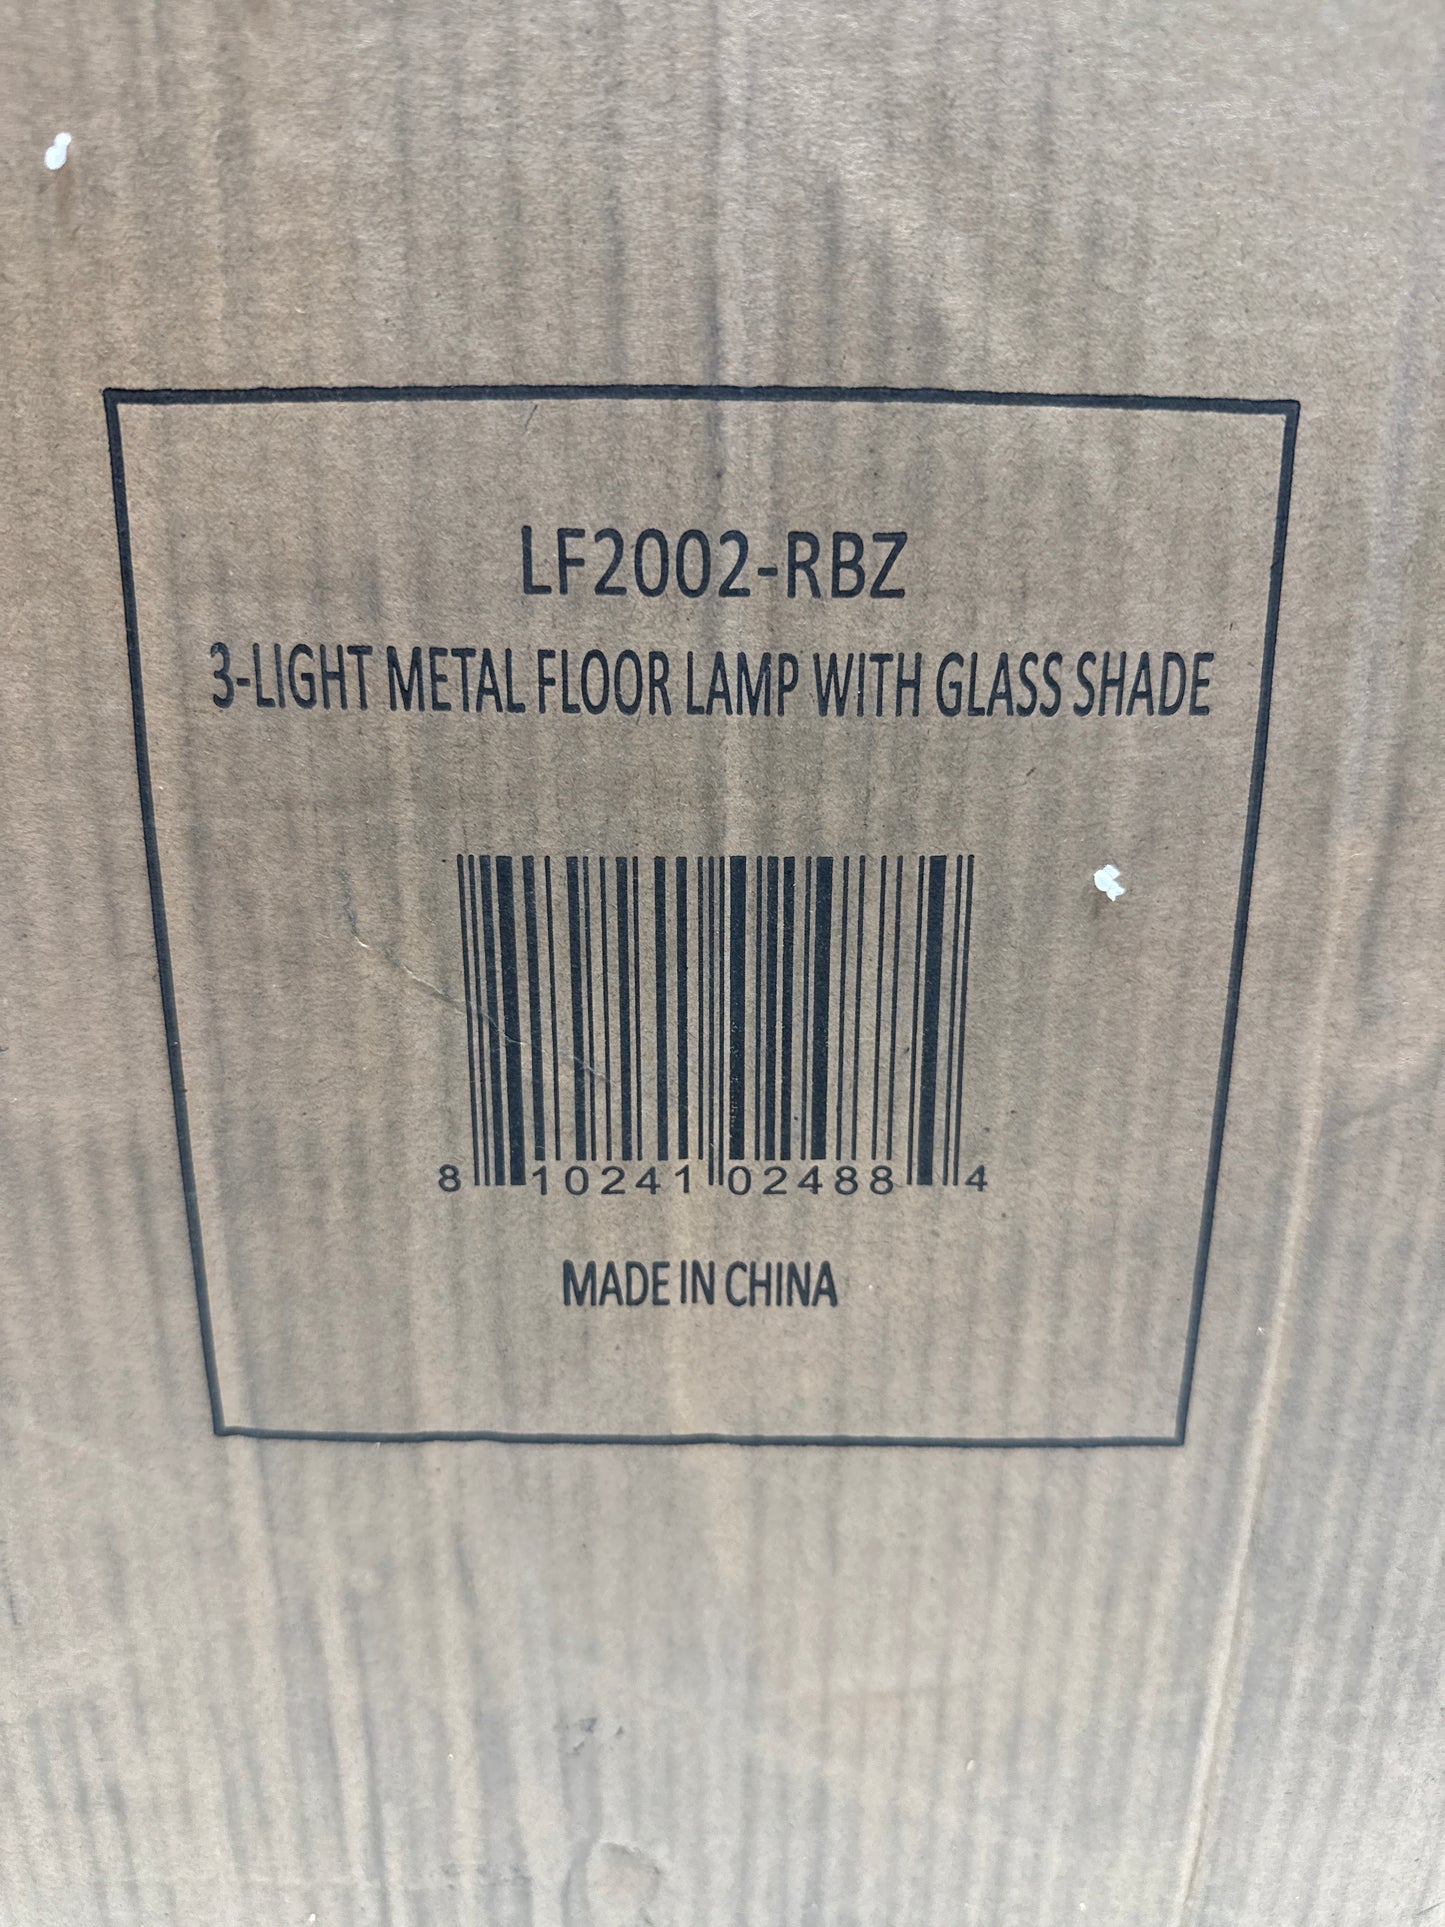 LF2002-RBZ
3-LIGHT METAL FLOOR LAMP WITH GLASS SHADE
8 10241 02488 4
MADE IN CHINA